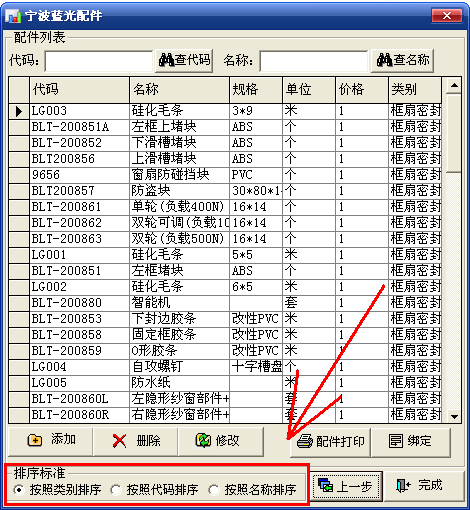 宁波蓝光配件
配件列表
代码: 查代码 名称: 查名称
代码 名称 规格 单位 价格 类别
LG003 硅化毛条 3*9 米 1 框扇密封
BLT-200851A 左框上堵块 ABS 个 1 框扇密封
BLT-200852 下滑槽堵块 ABS 个 1 框扇密封
BLT200856 上滑槽堵块 ABS 个 1 框扇密封
9656 窗扇防碰挡块 PVC 个 1 框扇密封
BLT200857 防盗块 30*80*1 个 1 框扇密封
BLT-200861 单轮(负载400N) 16*14 个 1 框扇密封
BLT-200862 双轮可调(负载10 16*14 个 1 框扇密封
BLT-200863 双轮(负载500N) 16*14 个 1 框扇密封
LG001 硅化毛条 5*5 米 1 框扇密封
BLT-200851 左框堵块 ABS 个 1 框扇密封
LG002 硅化毛条 6*5 米 1 框扇密封
BLT-200880 智能机 套 1 框扇密封
BLT-200853 下封边胶条 改性PVC 米 1 框扇密封
BLT-200858 固定框胶条 改性PVC 米 1 框扇密封
BLT-200859 O形胶条 改性PVC 米 1 框扇密封
LG004 自攻螺钉 十字槽盘 个 1 框扇密封
LG005 防水纸 米 1 框扇密封
BLT-200860L 左隐形纱窗部件+ 套 1 框扇密封
BLT-200860R 右隐形纱窗部件+ 套 1 框扇密封
添加 删除 修改 配件打印 绑定
排序标准
按照类别排序 按照代码排序 按照名称排序 上一步 完成